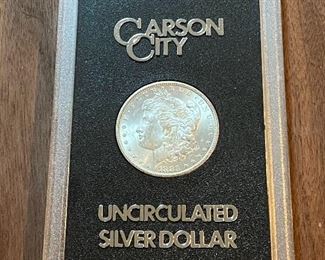 CARSON
CITY
UNCIRCULATED
SILVER DOLLAR